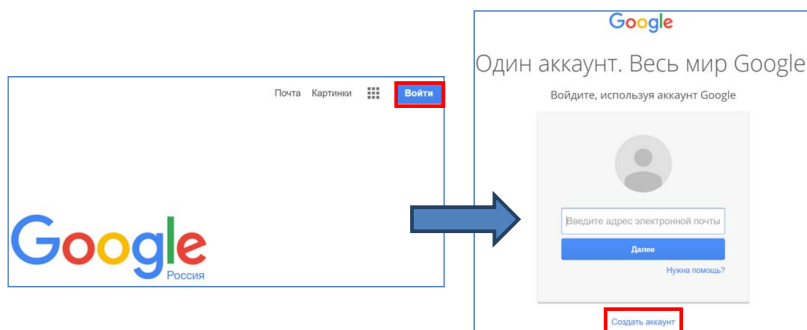 Почта Картинки Войти
Google
Россия
Google
Один аккаунт. Весь мир Google
Войдите, используя аккаунт Google
Введите адрес электронной почты
Далее
Нужна помощь?
Создать аккаунт